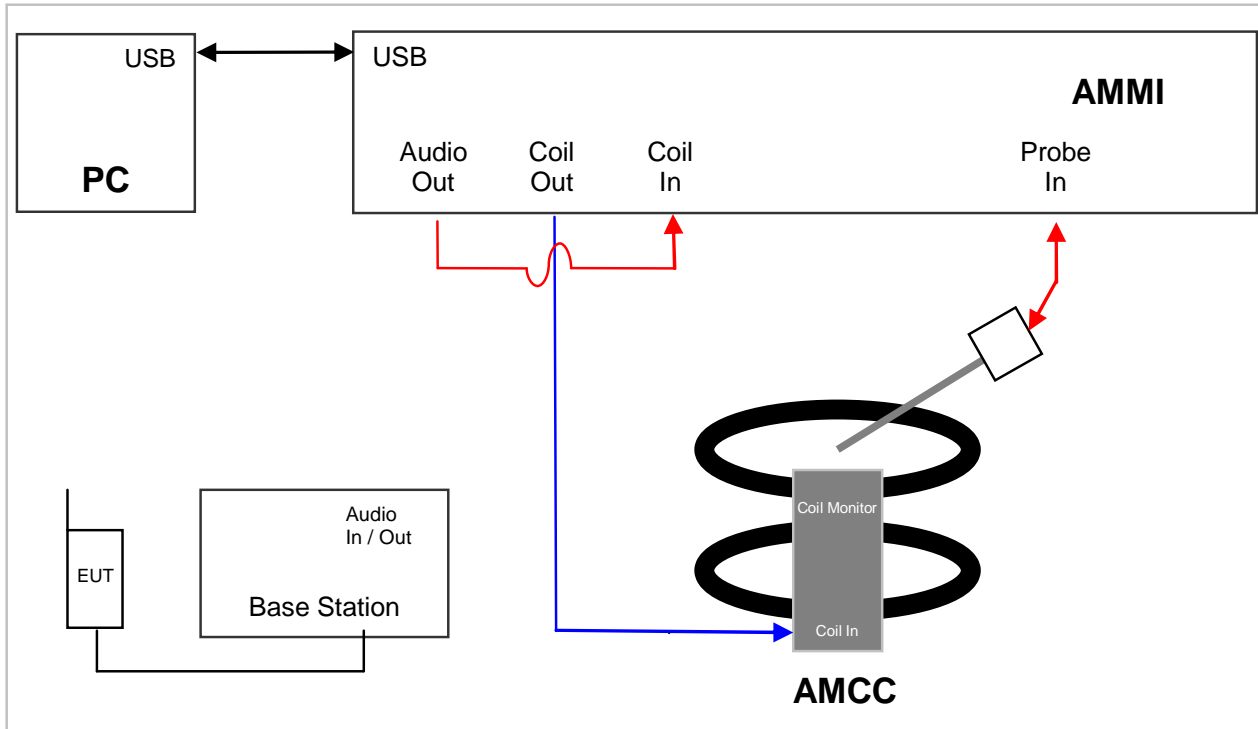 USB
PC
USB
AMMI
Audio
Out
Coil
Out
Coil
In
Probe
In
Coil Monitor
Coil In
AMCC
EUT
Audio
In / Out
Base Station